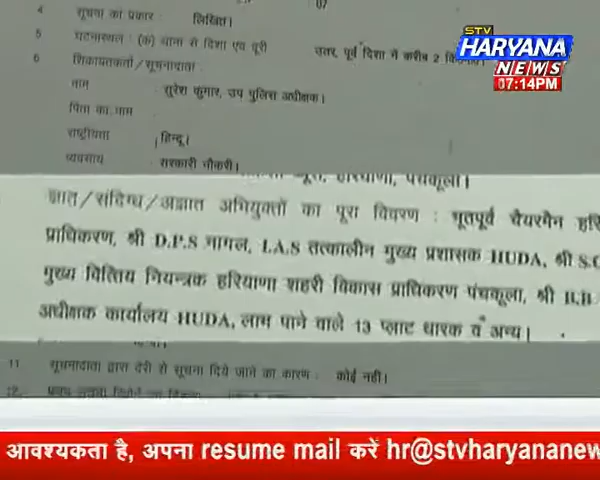 4 सूचना का प्रकार : लिखित।
5 घटनास्थल : (क) थाना से दिशा एवं दूरी उत्तर, पूर्व दिशा में करीब 2
6 शिकायतकर्ता/सूचनादाता :
नाम सुरेश कुमार, उप पुलिस अधीक्षक।
पिता का नाम
राष्ट्रीयता हिन्दू।
व्यवसाय सरकारी नौकरी।
हरियाणा, पंचकूला।
ज्ञात/संदिग्ध/अज्ञात अभियुक्तों का पूरा विवरण : भूतपूर्व चेयरमैन हरि
प्राधिकरण, श्री D.P.S नागल, I.A.S तत्कालीन मुख्य प्रशासक HUDA, श्री S.C
मुख्य वित्तिय नियन्त्रक हरियाणा शहरी विकास प्राधिकरण पंचकूला, श्री B.B
अधीक्षक कार्यालय HUDA, लाभ पाने वाले 13 प्लाट धारक व अन्य।
11 सूचनादाता द्वारा देरी से सूचना दिये जाने का कारण : कोई नहीं।
STV
HARYANA
NEWS
07:14PM
आवश्यकता है, अपना resume mail करें hr@stvharyananew